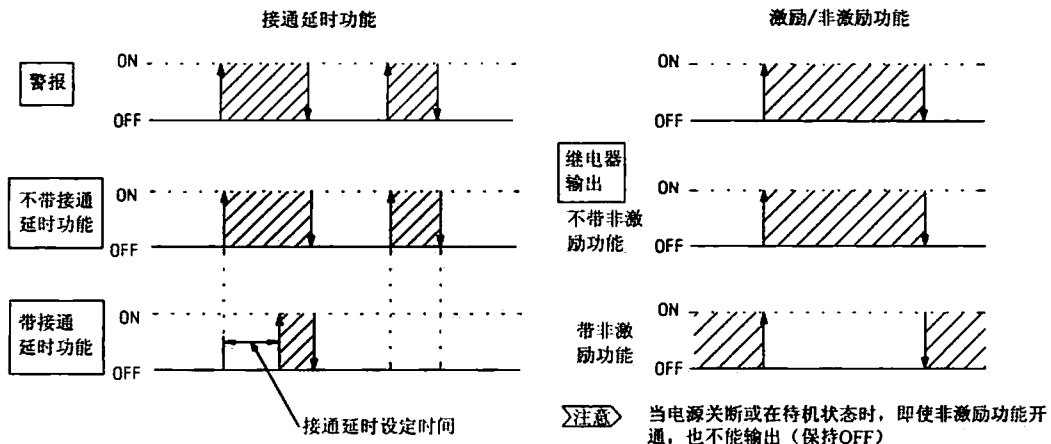 接通延时功能
警报
ON
OFF
不带接通
延时功能
ON
OFF
带接通
延时功能
ON
OFF
接通延时设定时间
激励/非激励功能
ON
OFF
继电器
输出
不带非激
励功能
ON
OFF
带非激
励功能
ON
OFF
注意
当电源关断或在待机状态时，即使非激励功能开
通，也不能输出（保持OFF）